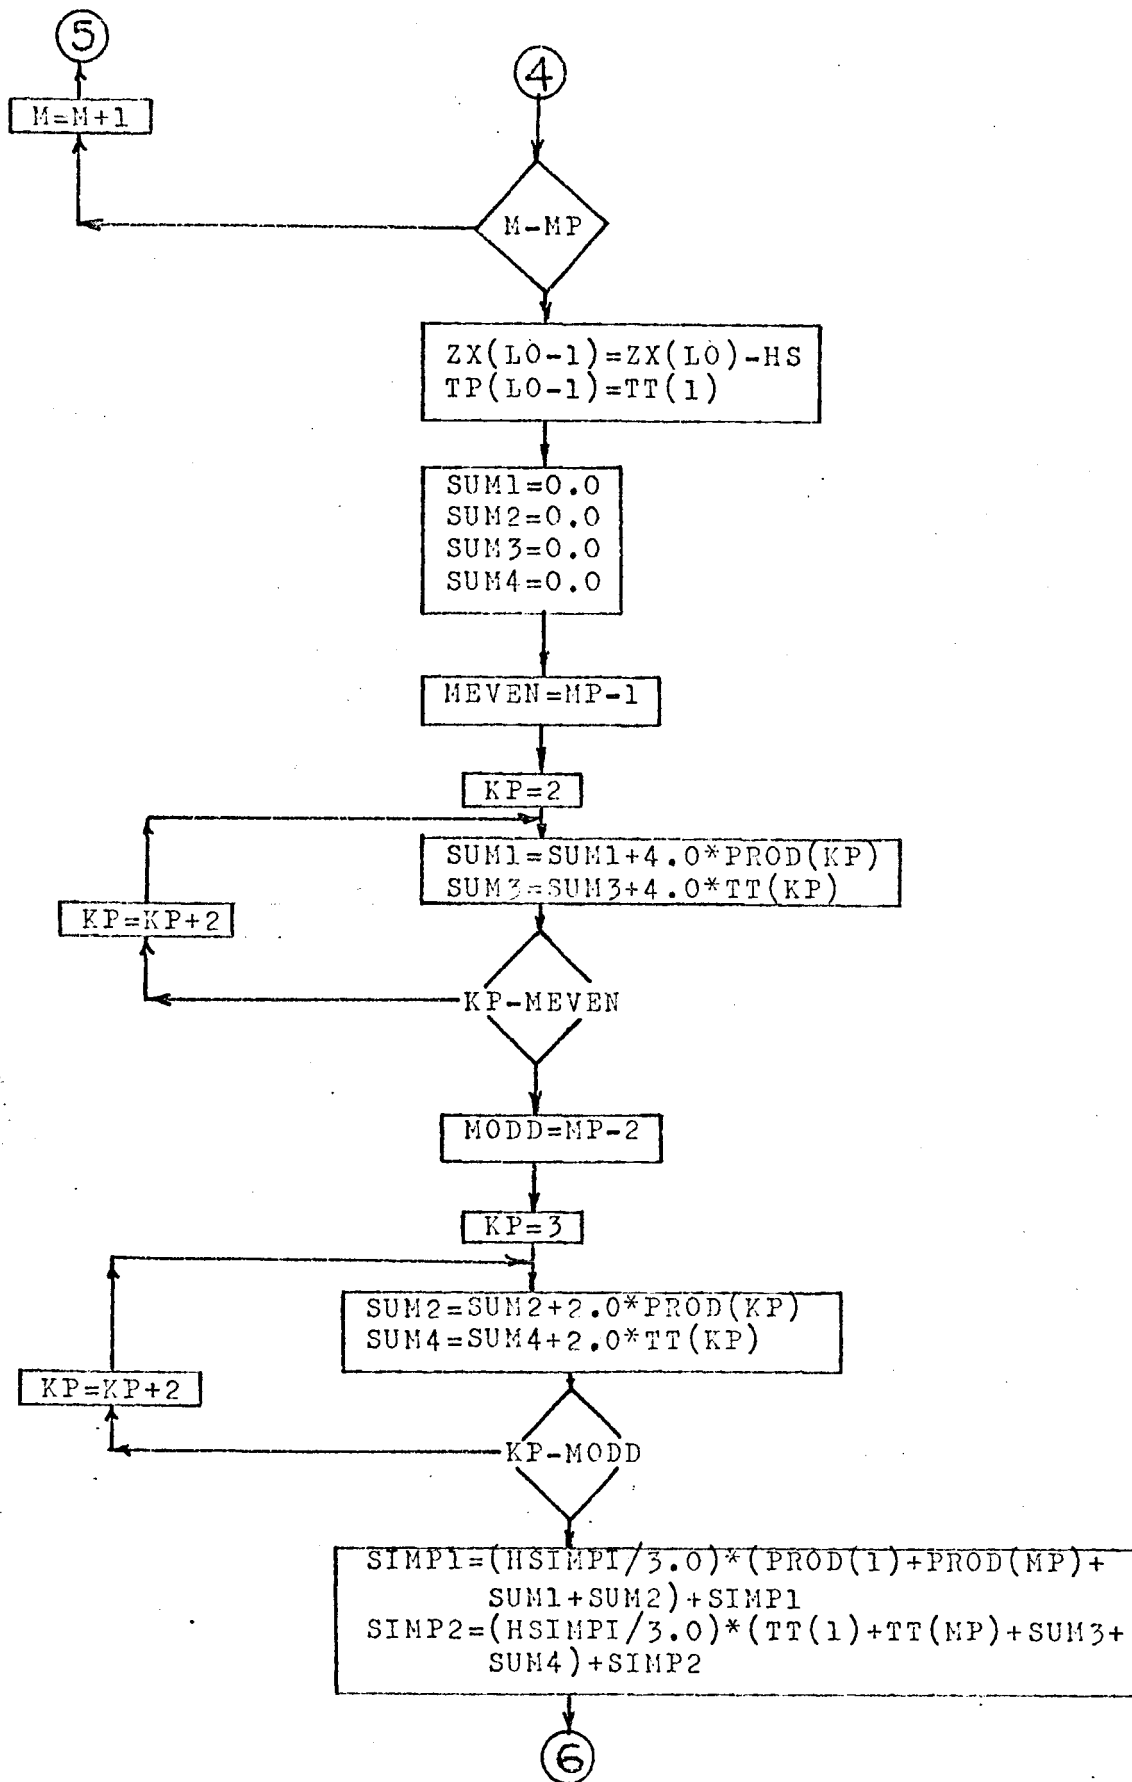 5
4
M=M+1
M-MP
ZX(LO-1)=ZX(LO)-HS
TP(LO-1)=TT(1)
SUM1=0.0
SUM2=0.0
SUM3=0.0
SUM4=0.0
MEVEN=MP-1
KP=2
SUM1=SUM1+4.0*PROD(KP)
SUM3=SUM3+4.0*TT(KP)
KP=KP+2
KP-MEVEN
MODD=MP-2
KP=3
SUM2=SUM2+2.0*PROD(KP)
SUM4=SUM4+2.0*TT(KP)
KP=KP+2
KP-MODD
SIMP1=(HSIMPI/3.0)*(PROD(1)+PROD(MP)+
SUM1+SUM2)+SIMP1
SIMP2=(HSIMPI/3.0)*(TT(1)+TT(MP)+SUM3+
SUM4)+SIMP2
6